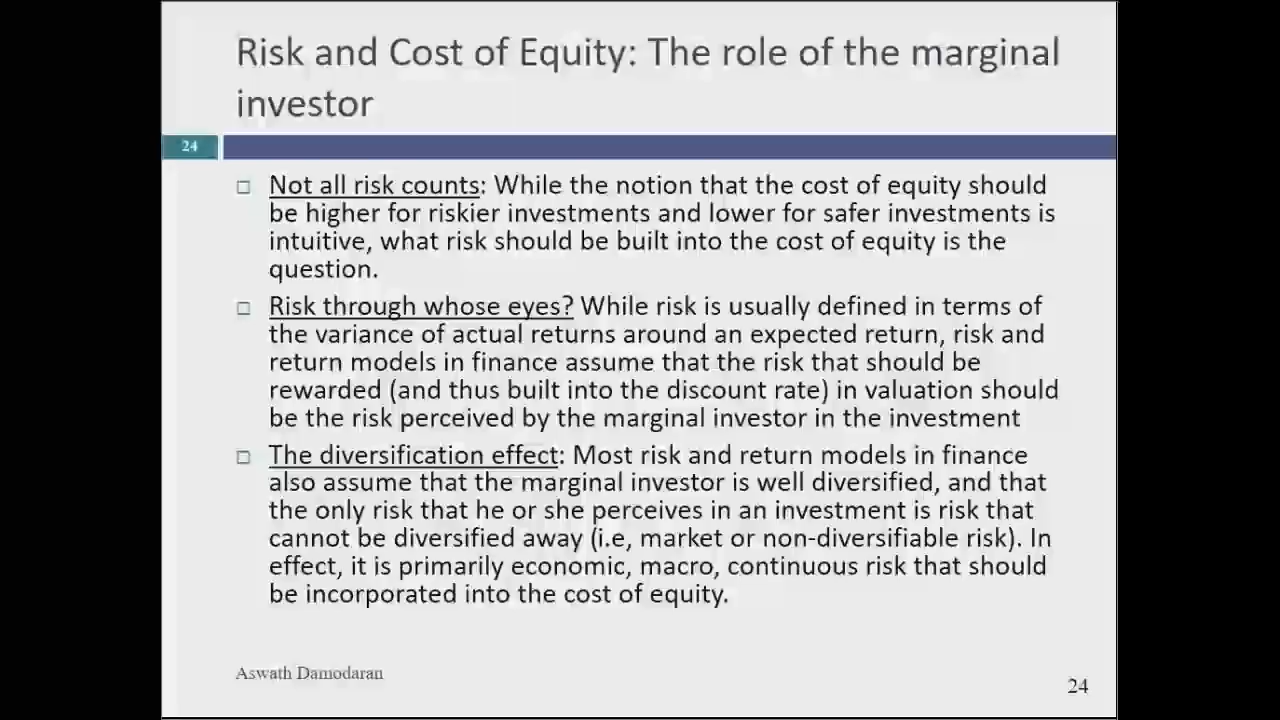 Risk and Cost of Equity: The role of the marginal
investor
24
Not all risk counts: While the notion that the cost of equity should
be higher for riskier investments and lower for safer investments is
intuitive, what risk should be built into the cost of equity is the
question.
Risk through whose eyes? While risk is usually defined in terms of
the variance of actual returns around an expected return, risk and
return models in finance assume that the risk that should be
rewarded (and thus built into the discount rate) in valuation should
be the risk perceived by the marginal investor in the investment
The diversification effect: Most risk and return models in finance
also assume that the marginal investor is well diversified, and that
the only risk that he or she perceives in an investment is risk that
cannot be diversified away (i.e, market or non-diversifiable risk). In
effect, it is primarily economic, macro, continuous risk that should
be incorporated into the cost of equity.
Aswath Damodaran
24